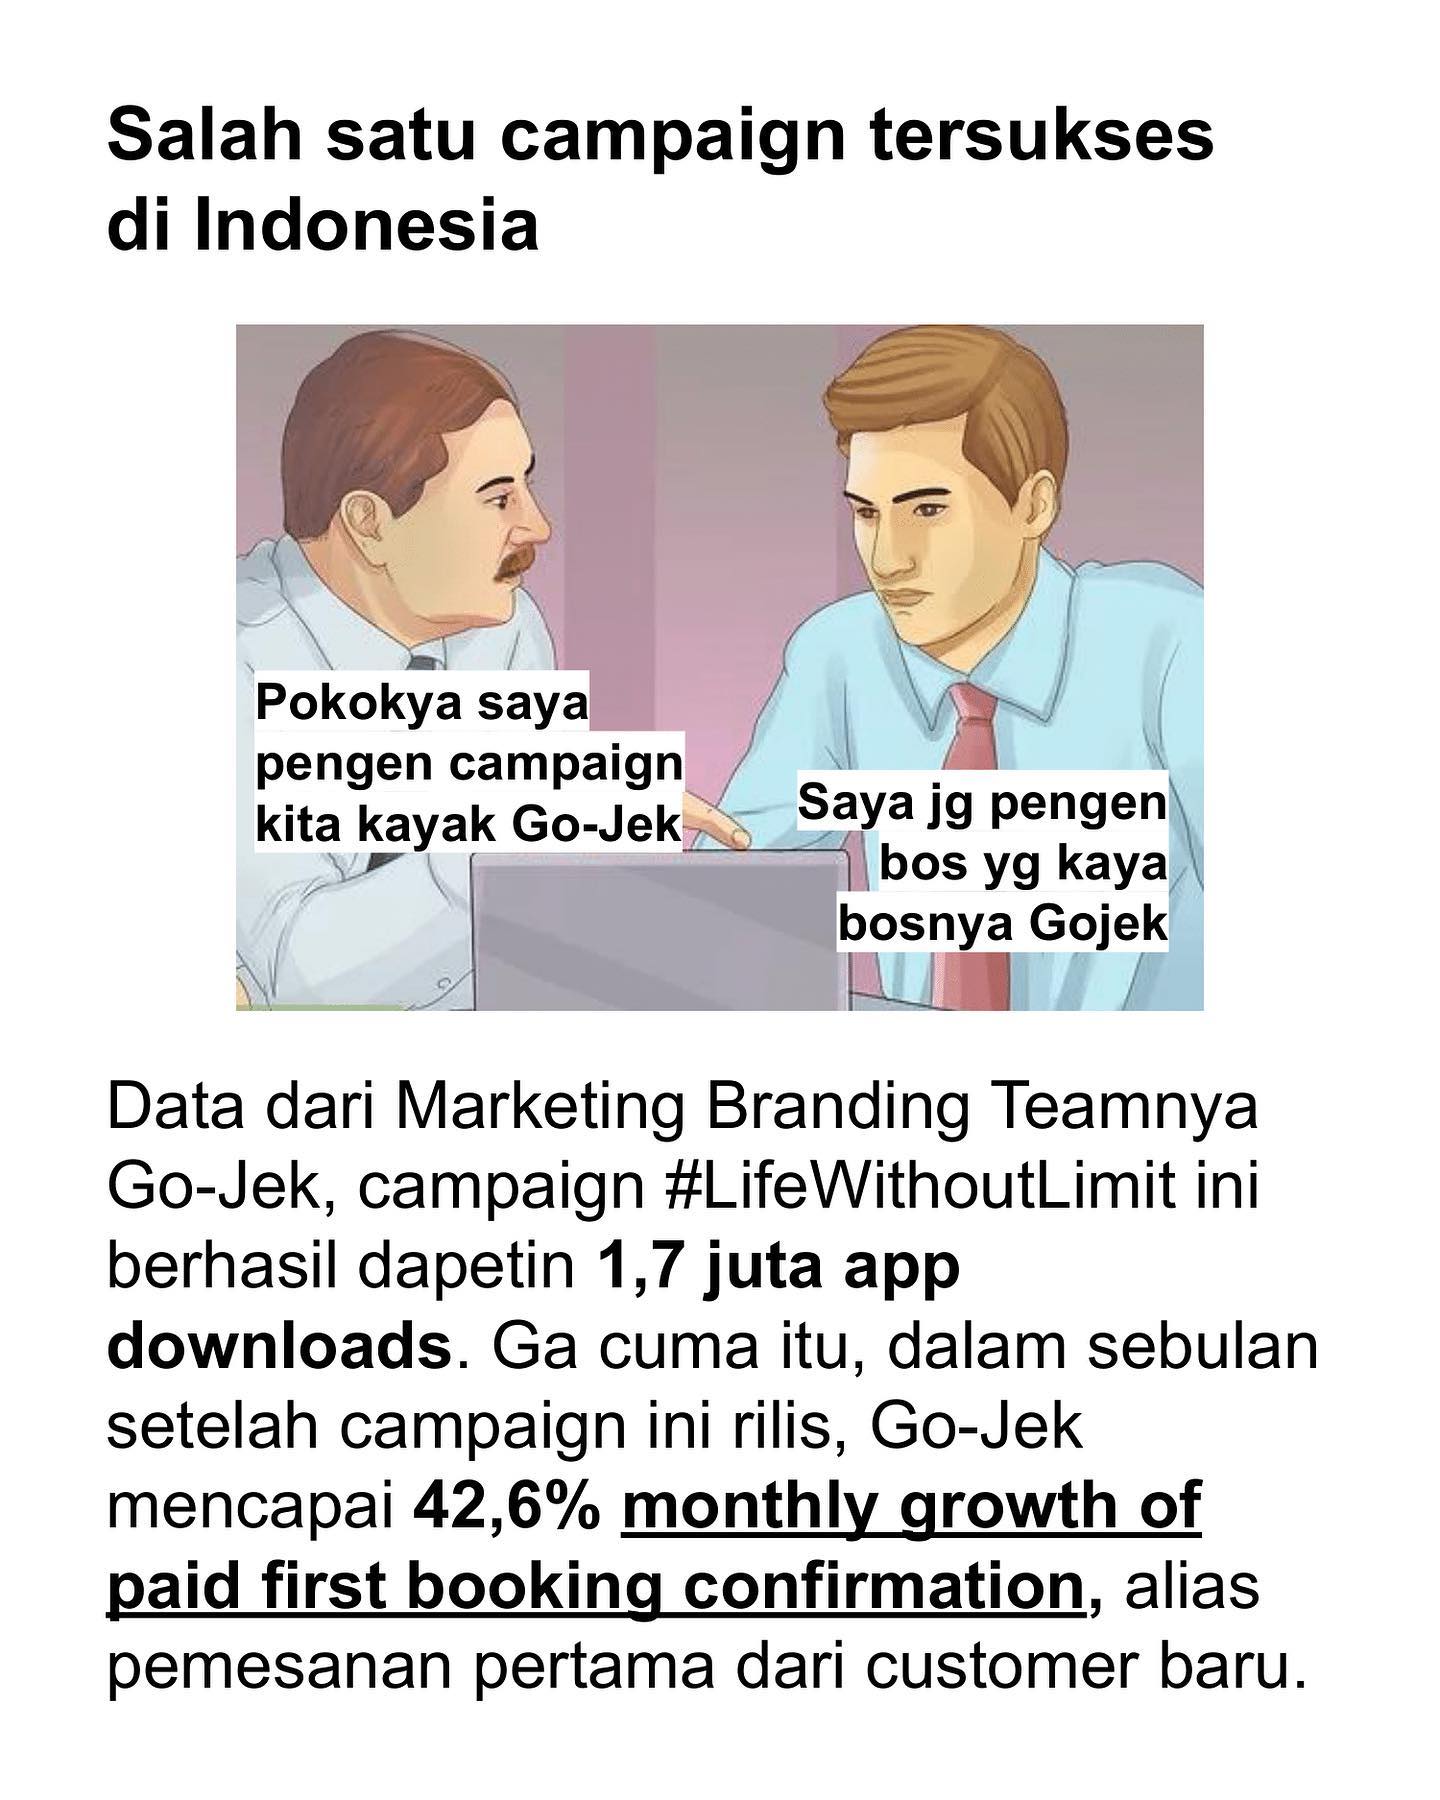 Salah satu campaign tersukses
di Indonesia
Pokokya saya
pengen campaign
kita kayak Go-Jek
Saya jg pengen
bos yg kaya
bosnya Gojek
Data dari Marketing Branding Teamnya
Go-Jek, campaign #LifeWithoutLimit ini
berhasil dapetin 1,7 juta app
downloads. Ga cuma itu, dalam sebulan
setelah campaign ini rilis, Go-Jek
mencapai 42,6% monthly growth of
paid first booking confirmation, alias
pemesanan pertama dari customer baru.